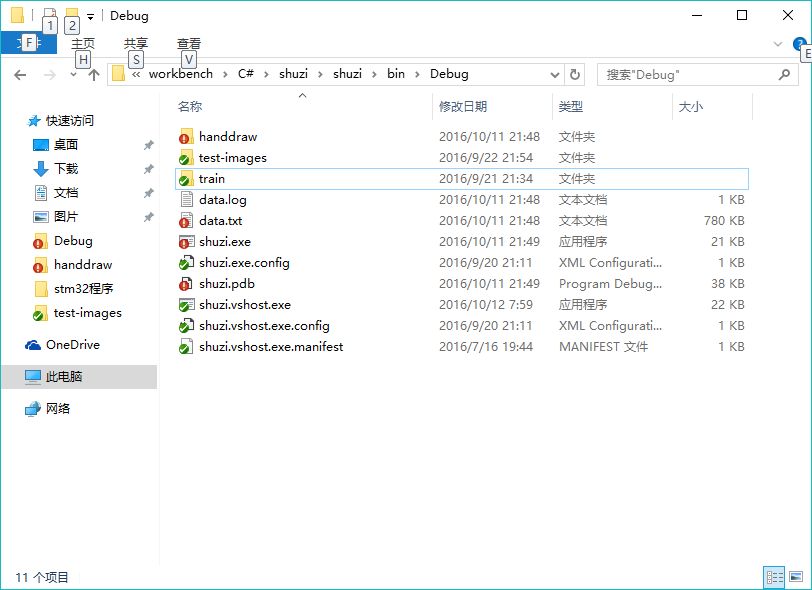 Debug
1 2
F
主页 共享 查看
H S V E
« workbench › C# › shuzi › shuzi › bin › Debug
搜索"Debug"
名称 修改日期 类型 大小
快速访问
桌面
下载
文档
图片
Debug
handdraw
stm32程序
test-images
OneDrive
此电脑
网络
handdraw 2016/10/11 21:48 文件夹
test-images 2016/9/22 21:54 文件夹
train 2016/9/21 21:34 文件夹
data.log 2016/10/11 21:48 文本文档 1 KB
data.txt 2016/10/11 21:48 文本文档 780 KB
shuzi.exe 2016/10/11 21:49 应用程序 21 KB
shuzi.exe.config 2016/9/20 21:11 XML Configurati... 1 KB
shuzi.pdb 2016/10/11 21:49 Program Debug... 38 KB
shuzi.vshost.exe 2016/10/12 7:59 应用程序 22 KB
shuzi.vshost.exe.config 2016/9/20 21:11 XML Configurati... 1 KB
shuzi.vshost.exe.manifest 2016/7/16 19:44 MANIFEST 文件 1 KB
11 个项目